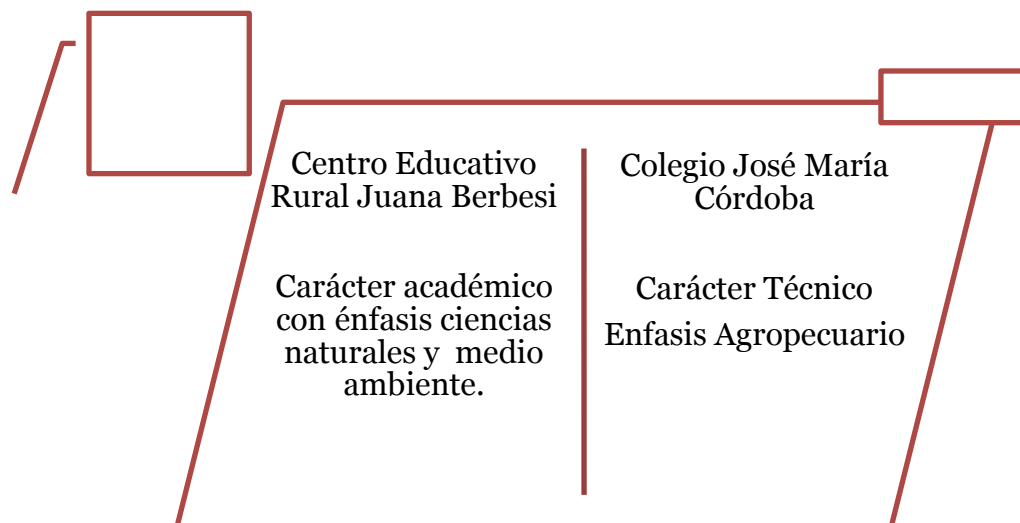 Centro Educativo
Rural Juana Berbesi
Carácter académico
con énfasis ciencias
naturales y  medio
ambiente.
Colegio José María
Córdoba
Carácter Técnico
Enfasis Agropecuario